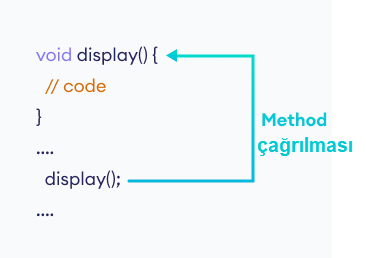 void display() {
// code
}
....
display();
....
Method
çağrılması